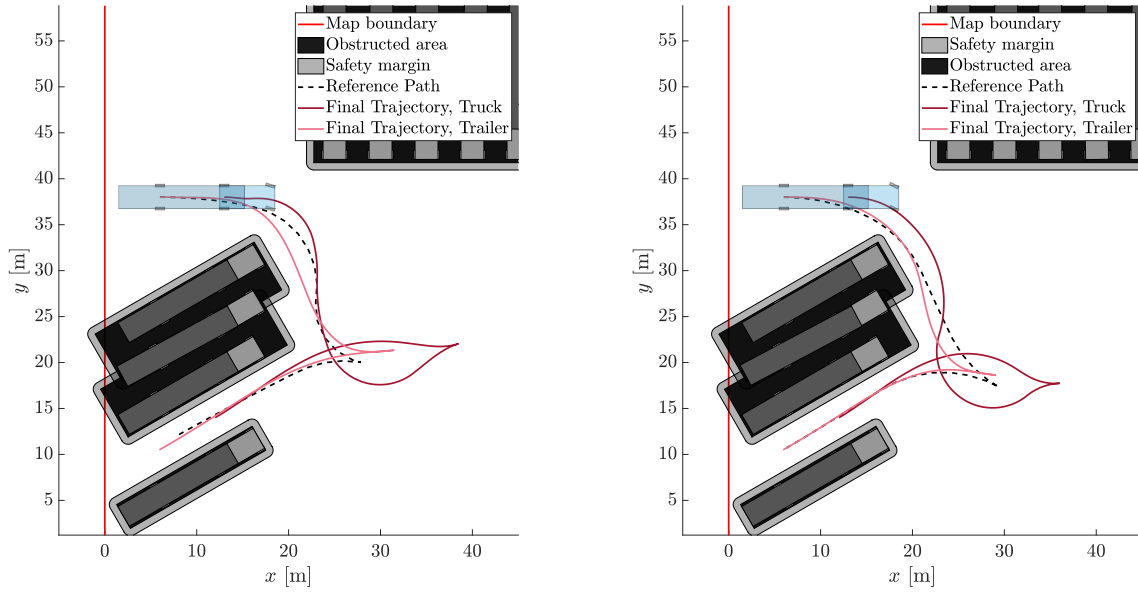 Map boundary
Obstructed area
Safety margin
Reference Path
Final Trajectory, Truck
Final Trajectory, Trailer
55
50
45
40
35
30
25
20
15
10
5
y [m]
0
10
20
30
40
x [m]
Map boundary
Safety margin
Obstructed area
Reference Path
Final Trajectory, Truck
Final Trajectory, Trailer
55
50
45
40
35
30
25
20
15
10
5
y [m]
0
10
20
30
40
x [m]